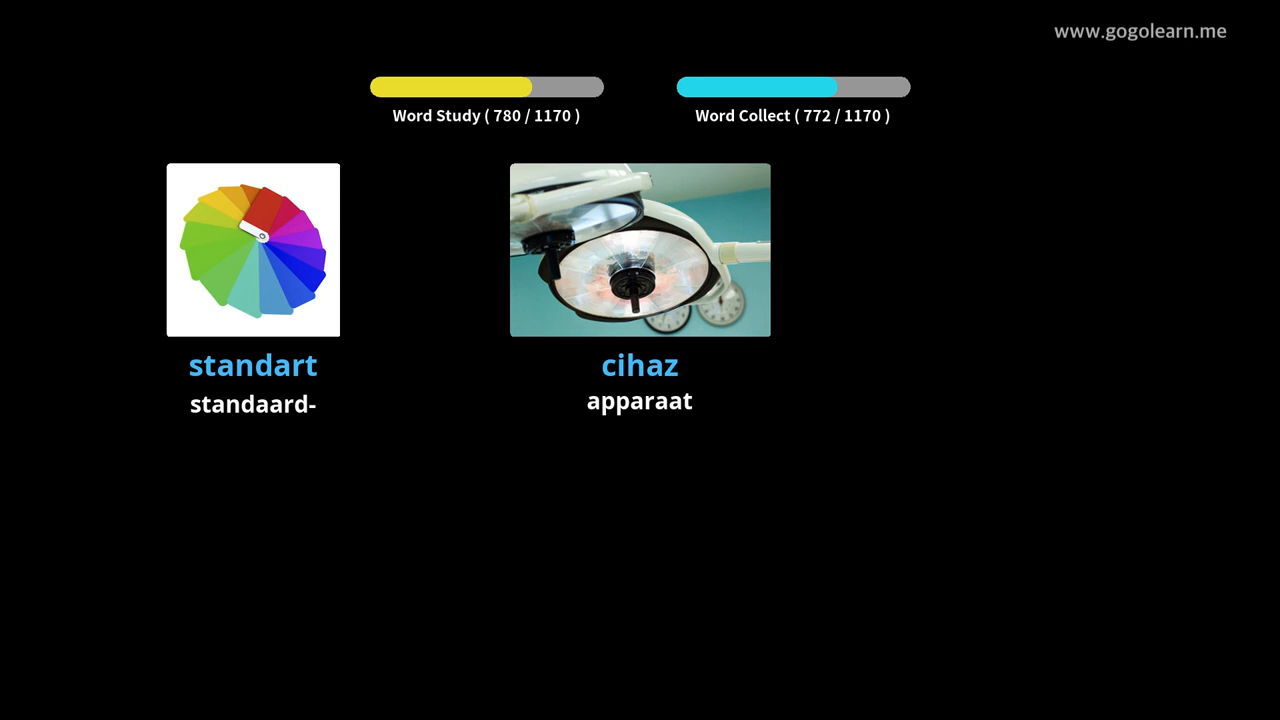 www.gogolearn.me
Word Study ( 780 / 1170 )
Word Collect ( 772 / 1170 )
standart
standaard-
cihaz
apparaat